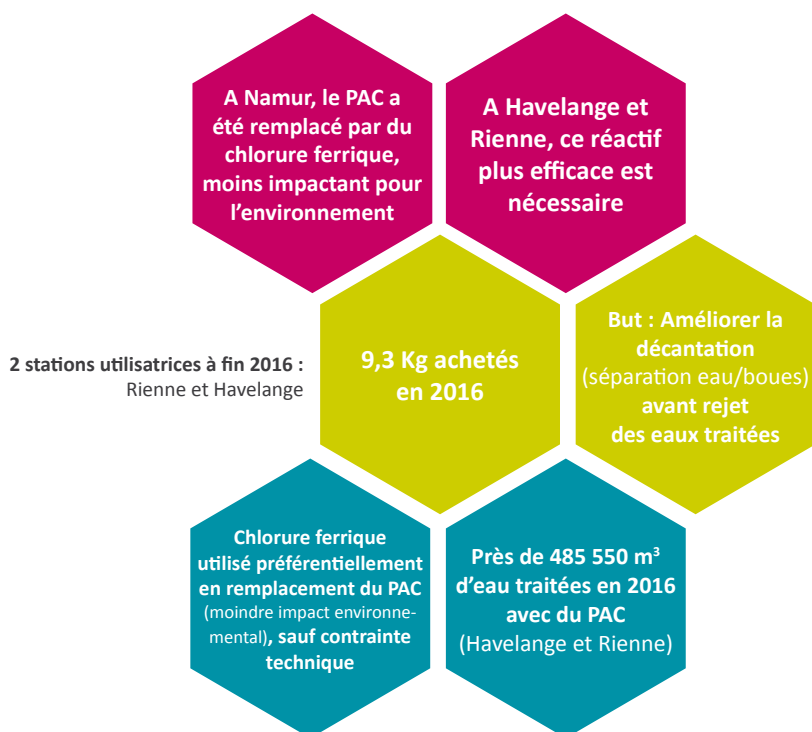 A Namur, le PAC a
été remplacé par du
chlorure ferrique,
moins impactant pour
l'environnement
A Havelange et
Rienne, ce réactif
plus efficace est
nécessaire
2 stations utilisatrices à fin 2016 :
Rienne et Havelange
9,3 Kg achetés
en 2016
But : Améliorer la
décantation
(séparation eau/boues)
avant rejet
des eaux traitées
Chlorure ferrique
utilisé préférentiellement
en remplacement du PAC
(moindre impact environne-
mental), sauf contrainte
technique
Près de 485 550 m³
d'eau traitées en 2016
avec du PAC
(Havelange et Rienne)